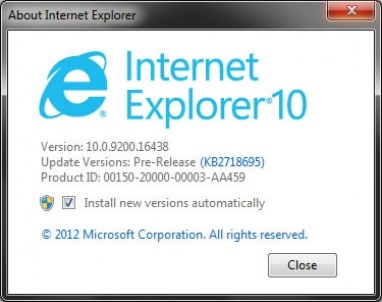 About Internet Explorer
Internet
Explorer®10
Version: 10.0.9200.16438
Update Versions: Pre-Release (KB2718695)
Product ID: 00150-20000-00003-AA459
Install new versions automatically
© 2012 Microsoft Corporation. All rights reserved.
Close